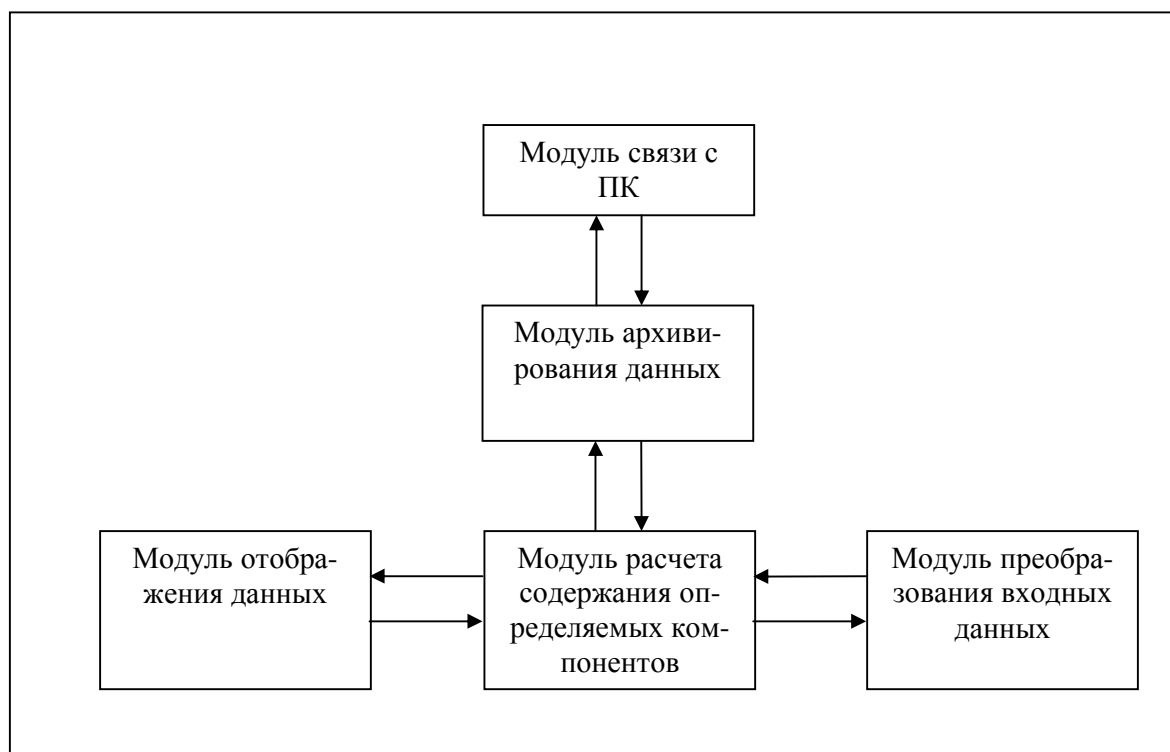 Модуль связи с
ПК
Модуль архиви-
рования данных
Модуль отобра-
жения данных
Модуль расчета
содержания оп-
ределяемых ком-
понентов
Модуль преобра-
зования входных
данных